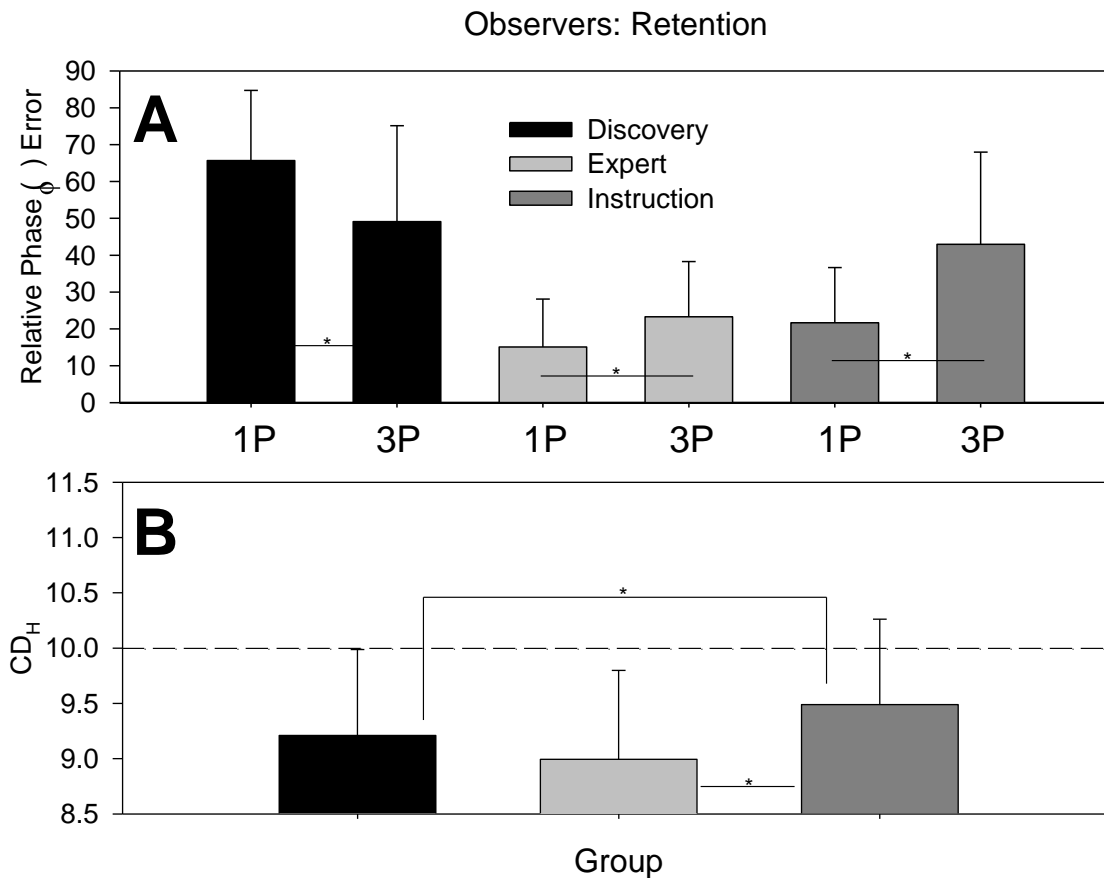 Observers: Retention
A
Relative Phase (ϕ) Error
90
80
70
60
50
40
30
20
10
0
Discovery
Expert
Instruction
*
*
*
1P
3P
1P
3P
1P
3P
B
CDH
11.5
11.0
10.5
10.0
9.5
9.0
8.5
*
*
Group